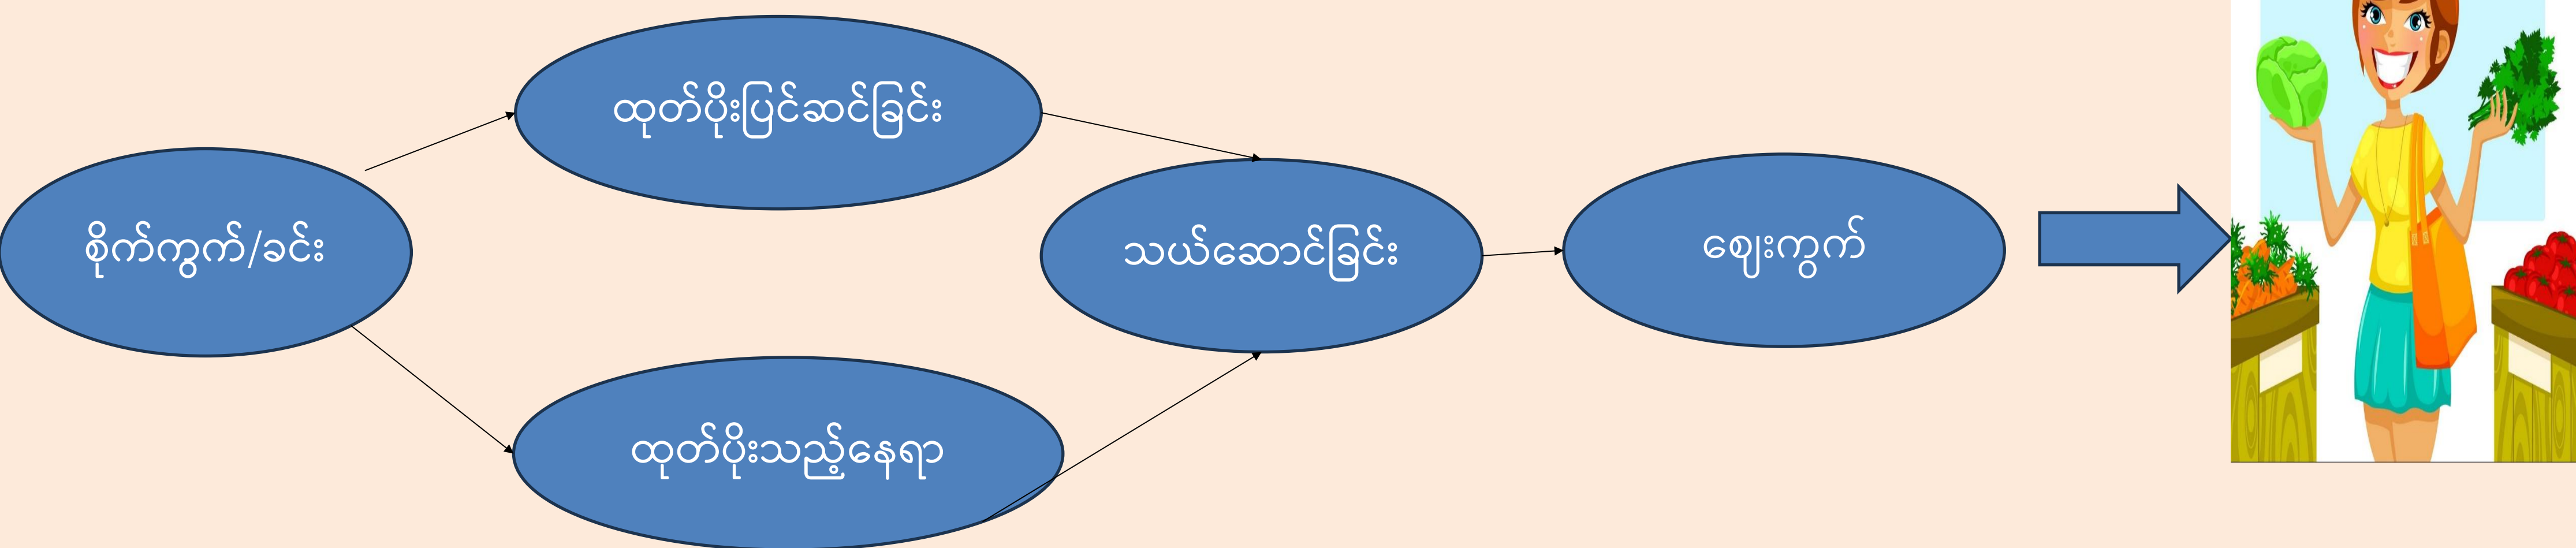 စိုက်ကွက်/ခင်း
ထုတ်ပိုးပြင်ဆင်ခြင်း
ထုတ်ပိုးသည့်နေရာ
သယ်ဆောင်ခြင်း
ဈေးကွက်